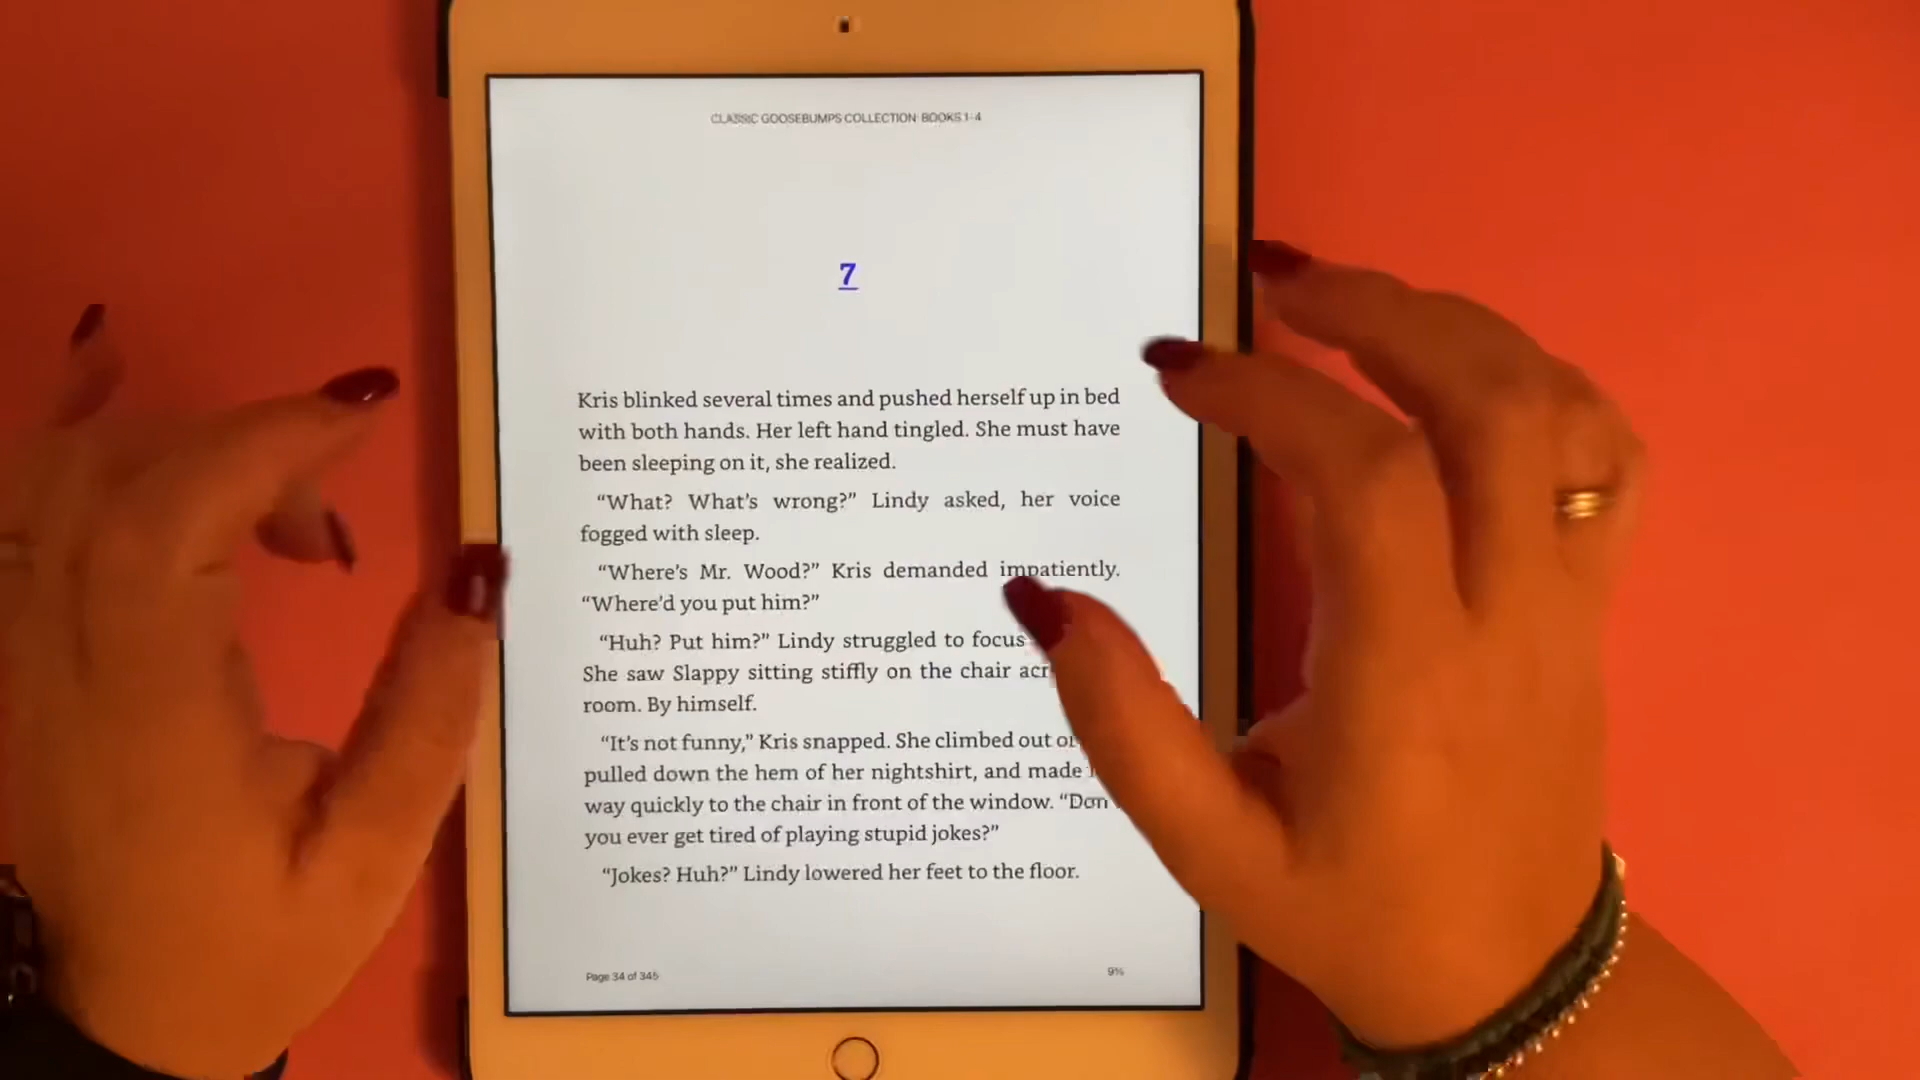 CLASSIC GOOSEBUMPS COLLECTION: BOOKS 1-4
7
Kris blinked several times and pushed herself up in bed
with both hands. Her left hand tingled. She must have
been sleeping on it, she realized.
“What? What’s wrong?” Lindy asked, her voice
fogged with sleep.
“Where’s Mr. Wood?” Kris demanded impatiently.
“Where’d you put him?”
“Huh? Put him?” Lindy struggled to focus
She saw Slappy sitting stiffly on the chair
room. By himself.
“It’s not funny,” Kris snapped. She climbed out
pulled down the hem of her nightshirt, and made
way quickly to the chair in front of the window. “Don
you ever get tired of playing stupid jokes?”
“Jokes? Huh?” Lindy lowered her feet to the floor.
Page 34 of 345
9%